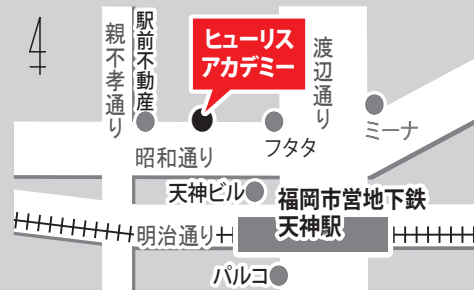 親不孝通り
駅前不動産
ヒューリス
アカデミー
渡辺通り
ミーナ
フタタ
昭和通り
天神ビル
福岡市営地下鉄
天神駅
明治通り
パルコ